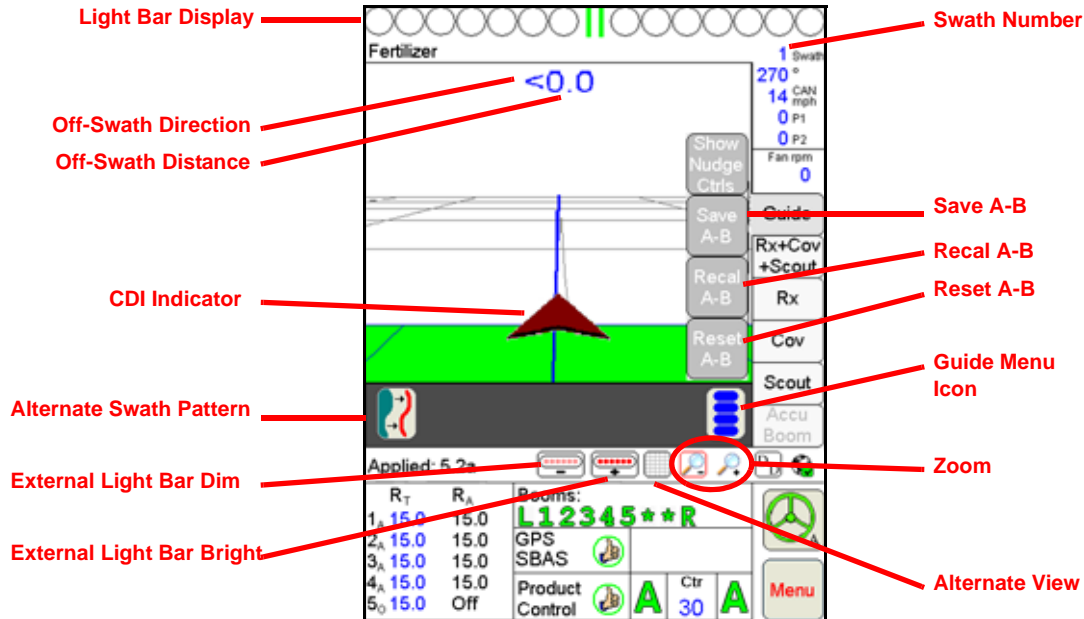 Light Bar Display
Swath Number
Fertilizer
1 Swath
<0.0
270 °
14 CAN mph
0 P1
0 P2
Off-Swath Direction
Off-Swath Distance
Show
Nudge
Ctrls
Fan rpm
0
Save
A-B
Guide
Save A-B
Rx+Cov
+Scout
Recal
A-B
Recal A-B
CDI Indicator
Rx
Reset A-B
Reset
A-B
Cov
Guide Menu
Icon
Scout
Alternate Swath Pattern
Accu
Boom
Applied: 5.2a
Zoom
External Light Bar Dim
RT RA
1A 15.0 15.0
2A 15.0 15.0
3A 15.0 15.0
4A 15.0 15.0
5O 15.0 Off
Booms:
L12345**R
GPS
SBAS
A
External Light Bar Bright
Product
Control
A
Ctr
30
A
Menu
Alternate View